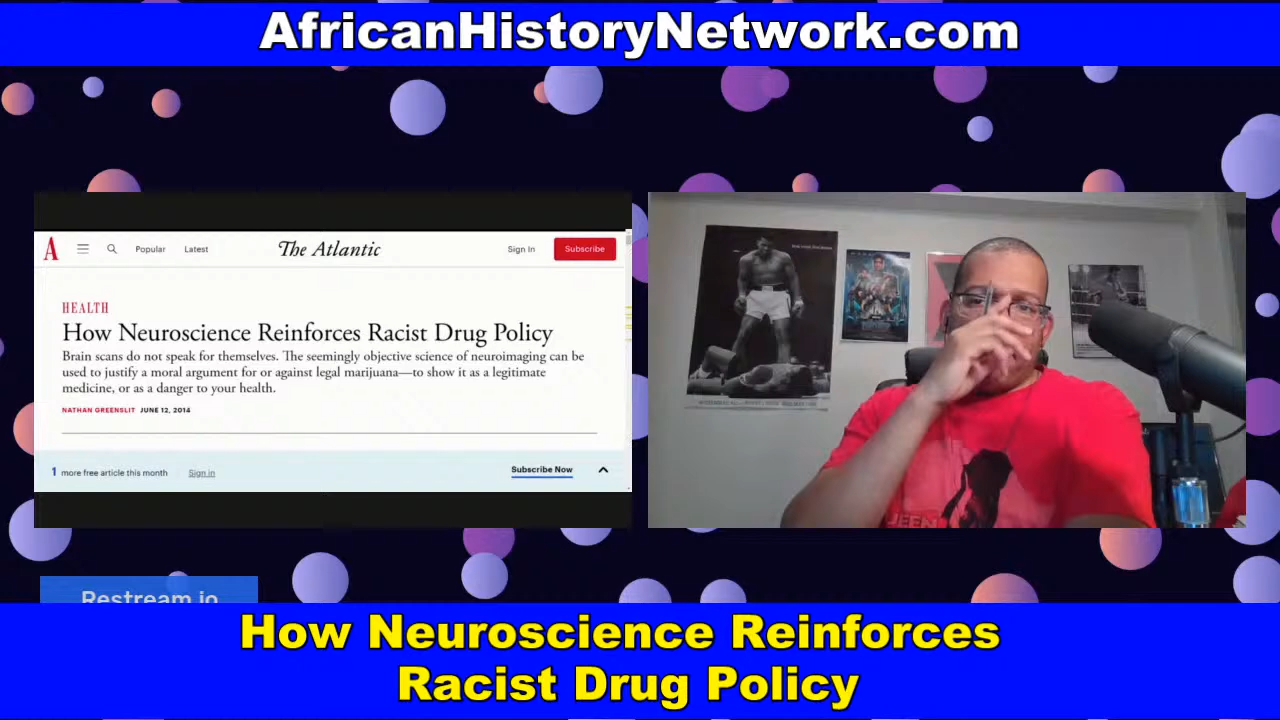 AfricanHistoryNetwork.com
A
Popular
Latest
The Atlantic
Sign In
Subscribe
HEALTH
How Neuroscience Reinforces Racist Drug Policy
Brain scans do not speak for themselves. The seemingly objective science of neuroimaging can be
used to justify a moral argument for or against legal marijuana—to show it as a legitimate
medicine, or as a danger to your health.
NATHAN GREENSLIT JUNE 12, 2014
1 more free article this month
Sign in
Subscribe Now
Restream.io
How Neuroscience Reinforces
Racist Drug Policy